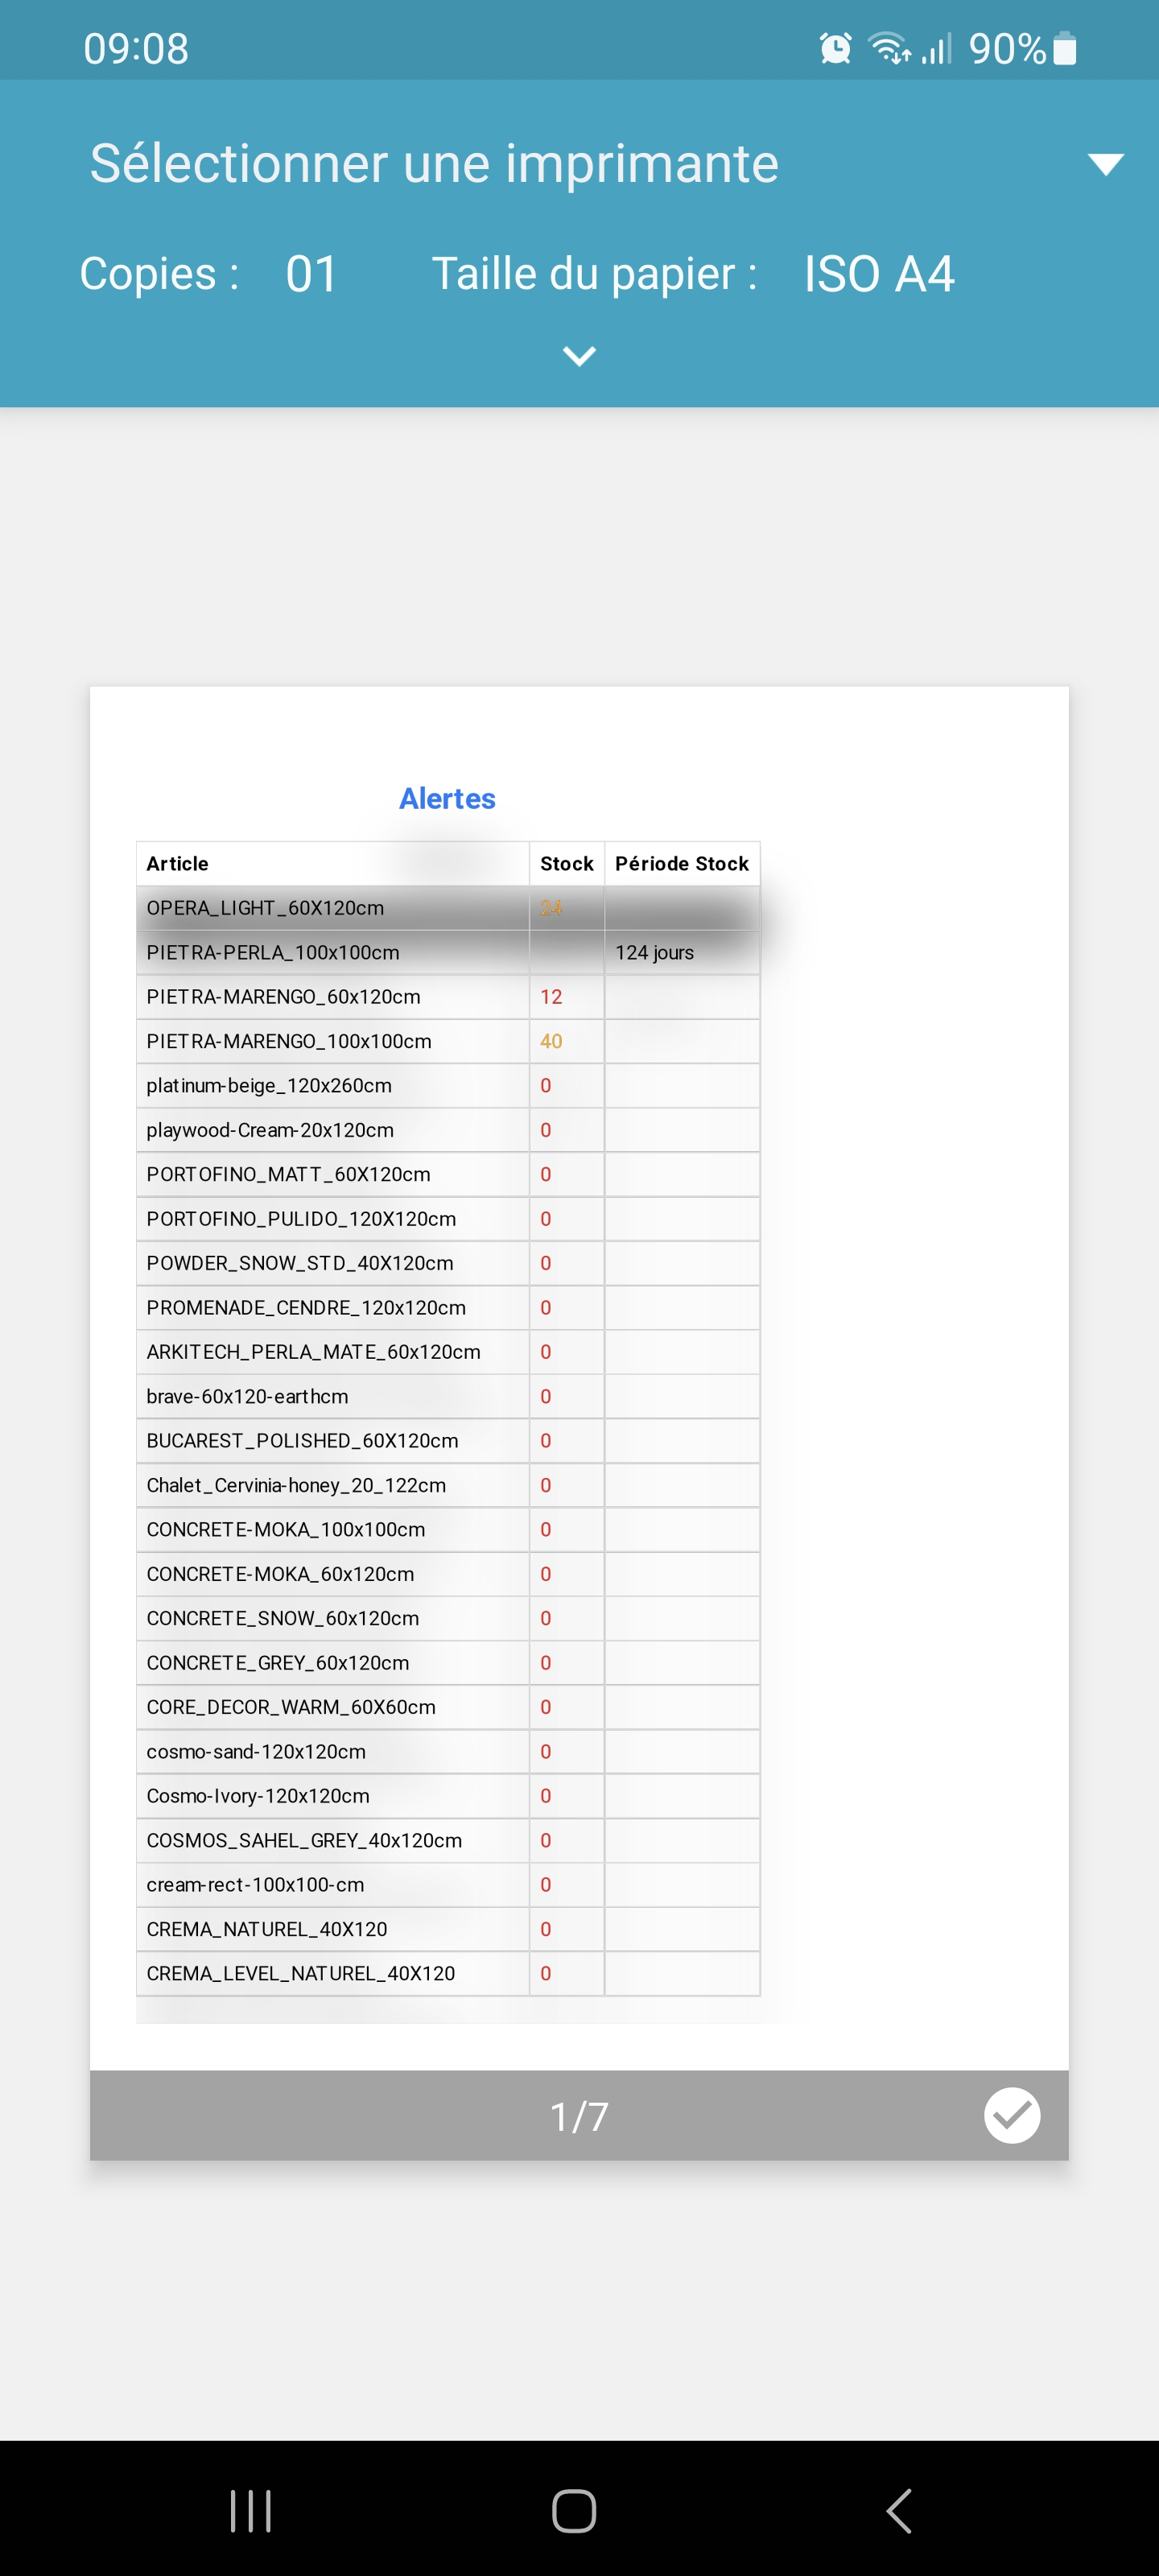 09:08 90%
Sélectionner une imprimante
Copies : 01 Taille du papier : ISO A4
Alertes
Article Stock Période Stock
OPERA_LIGHT_60X120cm 24
PIETRA-PERLA_100x100cm 124 jours
PIETRA-MARENGO_60x120cm 12
PIETRA-MARENGO_100x100cm 40
platinum-beige_120x260cm 0
playwood-Cream-20x120cm 0
PORTOFINO_MATT_60X120cm 0
PORTOFINO_PULIDO_120X120cm 0
POWDER_SNOW_STD_40X120cm 0
PROMENADE_CENDRE_120x120cm 0
ARKITECH_PERLA_MATE_60x120cm 0
brave-60x120-earthcm 0
BUCAREST_POLISHED_60X120cm 0
Chalet_Cervinia-honey_20_122cm 0
CONCRETE-MOKA_100x100cm 0
CONCRETE-MOKA_60x120cm 0
CONCRETE_SNOW_60x120cm 0
CONCRETE_GREY_60x120cm 0
CORE_DECOR_WARM_60X60cm 0
cosmo-sand-120x120cm 0
Cosmo-Ivory-120x120cm 0
COSMOS_SAHEL_GREY_40x120cm 0
cream-rect-100x100-cm 0
CREMA_NATUREL_40X120 0
CREMA_LEVEL_NATUREL_40X120 0
1/7